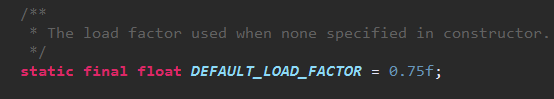 /**
* The load factor used when none specified in constructor.
*/
static final float DEFAULT_LOAD_FACTOR = 0.75f;